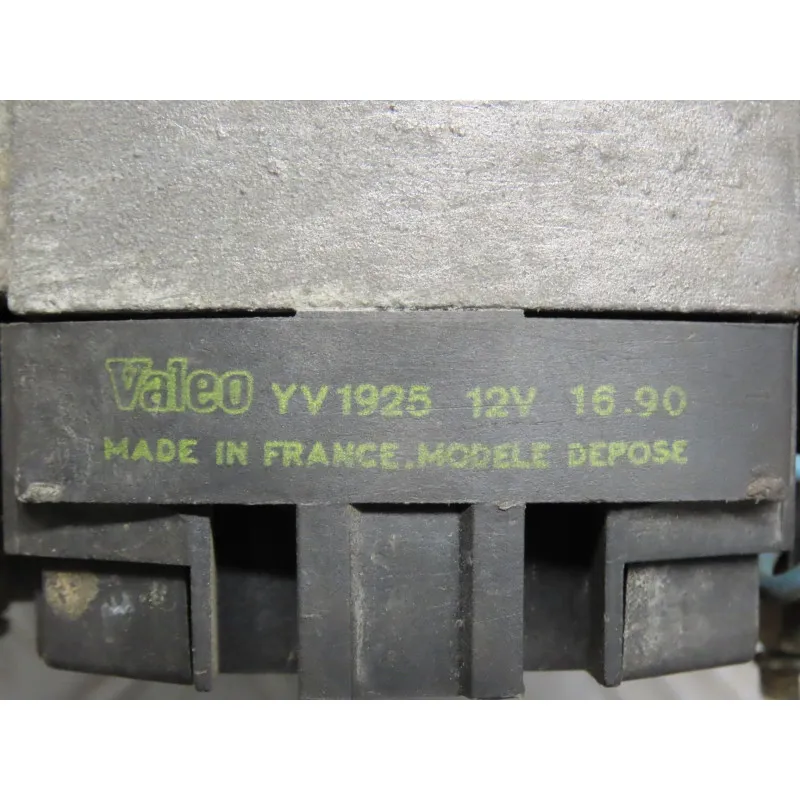 Valeo YV1925 12V 16.90
MADE IN FRANCE.MODELE DEPOSE